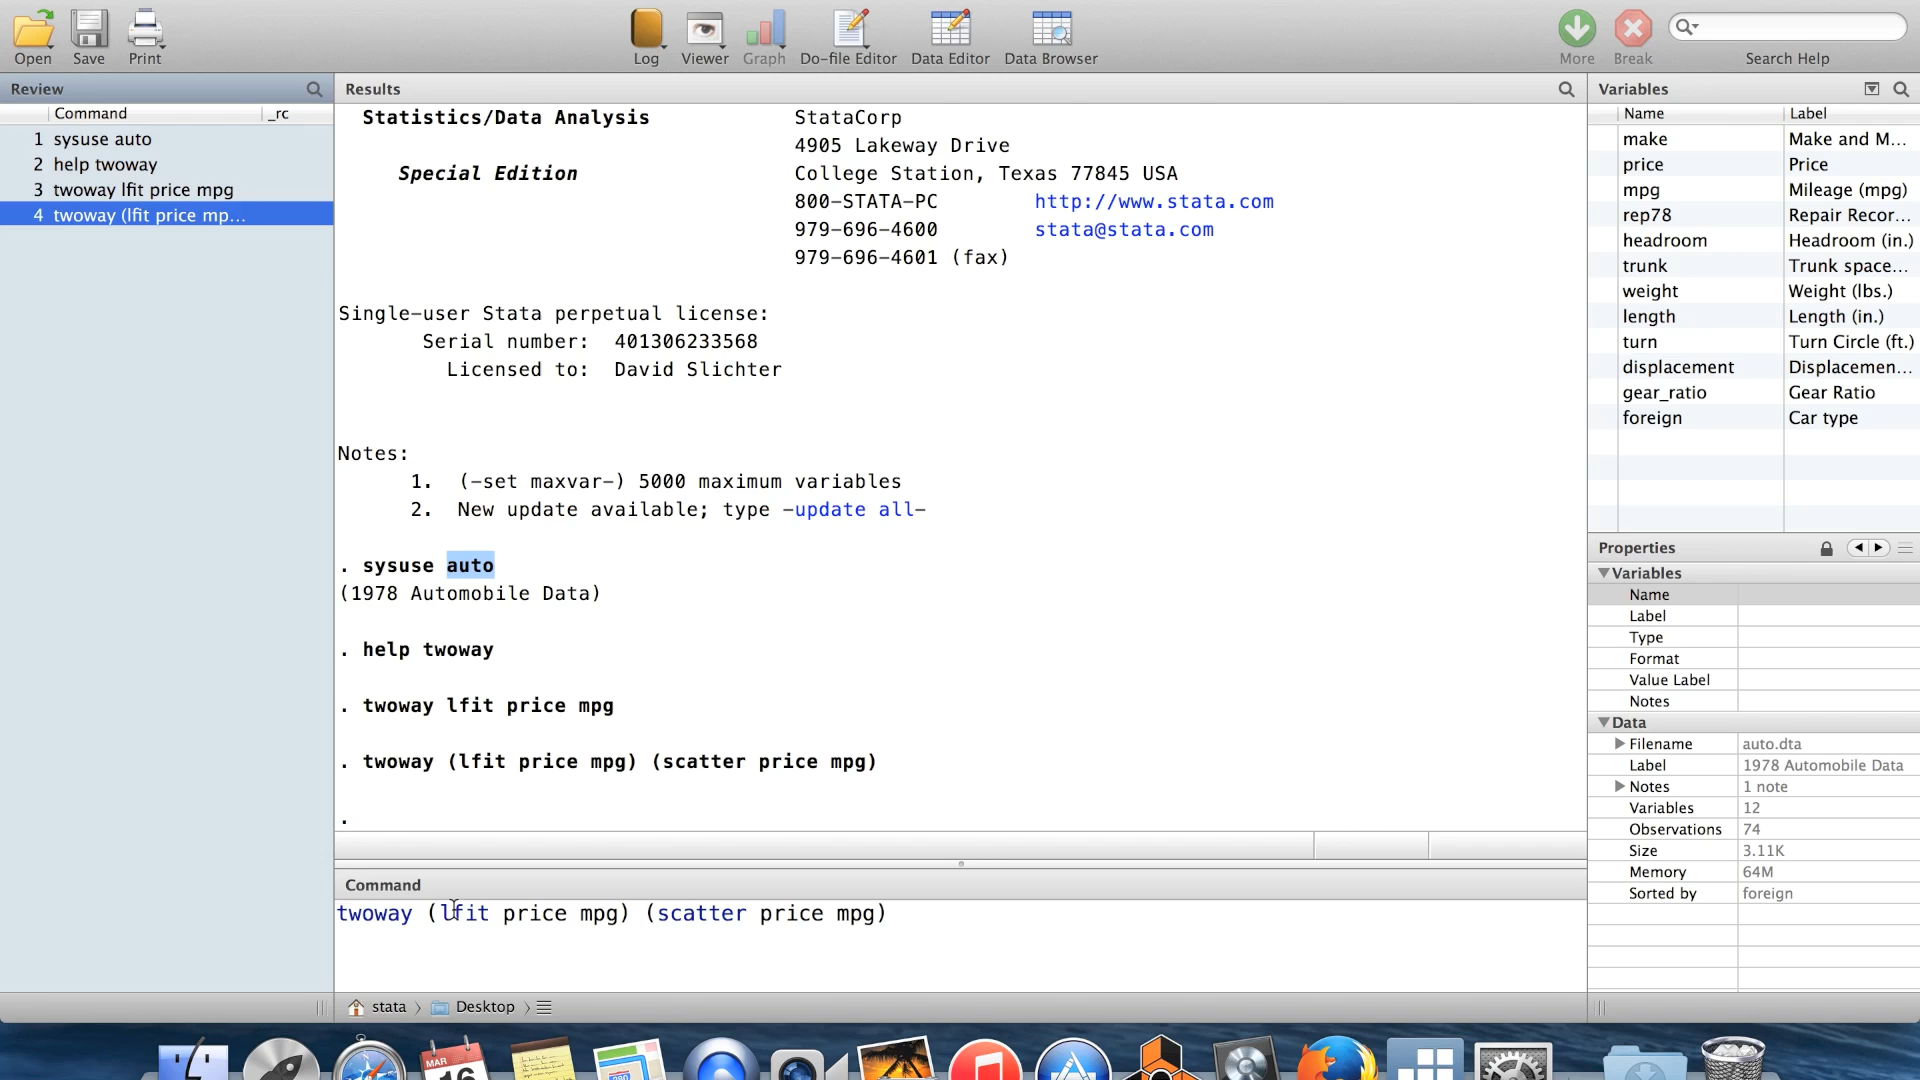 Open Save Print Log Viewer Graph Do-file Editor Data Editor Data Browser More Break Search Help
Review
Command _rc
1 sysuse auto
2 help twoway
3 twoway lfit price mpg
4 twoway (lfit price mp...
Results
Statistics/Data Analysis StataCorp
4905 Lakeway Drive
Special Edition College Station, Texas 77845 USA
800-STATA-PC http://www.stata.com
979-696-4600 stata@stata.com
979-696-4601 (fax)
Single-user Stata perpetual license:
Serial number: 401306233568
Licensed to: David Slichter
Notes:
1. (-set maxvar-) 5000 maximum variables
2. New update available; type -update all-
. sysuse auto
(1978 Automobile Data)
. help twoway
. twoway lfit price mpg
. twoway (lfit price mpg) (scatter price mpg)
.
Command
twoway (lfit price mpg) (scatter price mpg)
stata Desktop
Variables
Name Label
make Make and M...
price Price
mpg Mileage (mpg)
rep78 Repair Recor...
headroom Headroom (in.)
trunk Trunk space...
weight Weight (lbs.)
length Length (in.)
turn Turn Circle (ft.)
displacement Displacemen...
gear_ratio Gear Ratio
foreign Car type
Properties
Variables
Name
Label
Type
Format
Value Label
Notes
Data
Filename auto.dta
Label 1978 Automobile Data
Notes 1 note
Variables 12
Observations 74
Size 3.11K
Memory 64M
Sorted by foreign
MAR
16